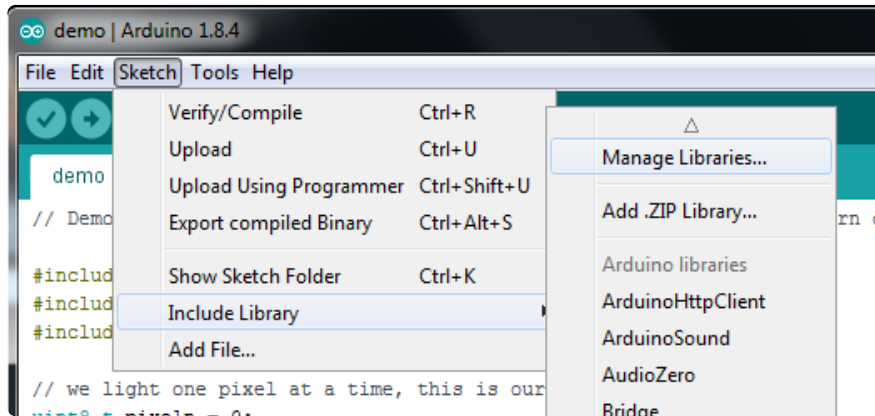 demo | Arduino 1.8.4
File Edit Sketch Tools Help
Verify/Compile Ctrl+R
Upload Ctrl+U
Upload Using Programmer Ctrl+Shift+U
Export compiled Binary Ctrl+Alt+S
Show Sketch Folder Ctrl+K
Include Library
Add File...
Manage Libraries...
Add .ZIP Library...
Arduino libraries
ArduinoHttpClient
ArduinoSound
AudioZero
Bridge
demo
// Demo
#includ
#includ
#includ
// we light one pixel at a time, this is our
uint8_t pixeln = 0;